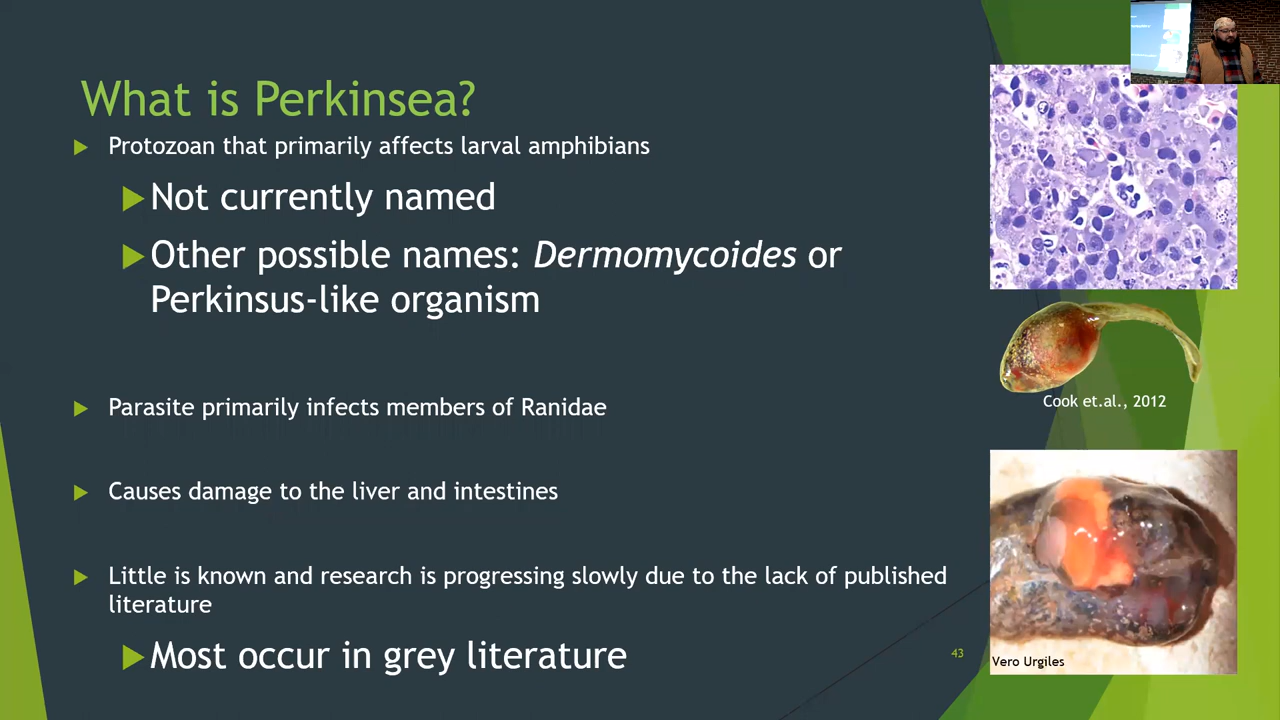 What is Perkinsea?
Protozoan that primarily affects larval amphibians
Not currently named
Other possible names: Dermomycoides or
Perkinsus-like organism
Parasite primarily infects members of Ranidae
Causes damage to the liver and intestines
Little is known and research is progressing slowly due to the lack of published
literature
Most occur in grey literature
Cook et.al., 2012
Vero Urgiles
43